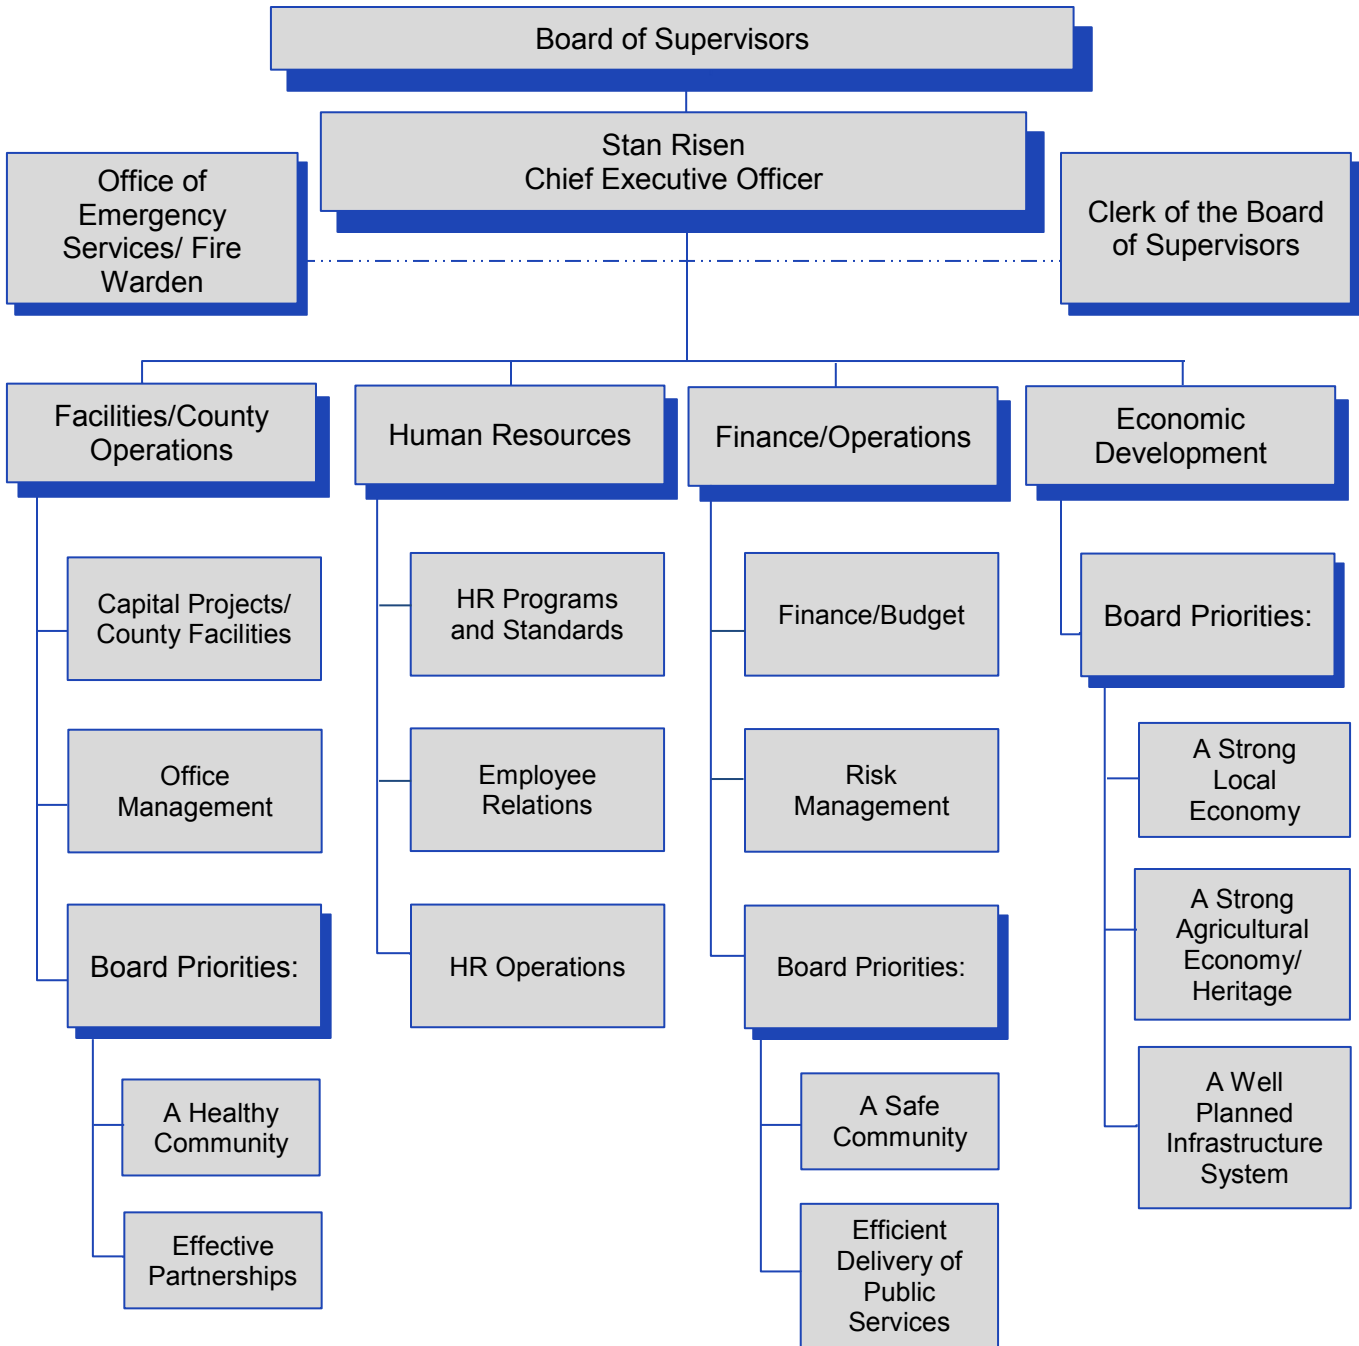 Board of Supervisors
Stan Risen
Chief Executive Officer
Office of
Emergency
Services/ Fire
Warden
Clerk of the Board
of Supervisors
Facilities/County
Operations
Human Resources
Finance/Operations
Economic
Development
Capital Projects/
County Facilities
Office
Management
Board Priorities:
A Healthy
Community
Effective
Partnerships
HR Programs
and Standards
Employee
Relations
HR Operations
Finance/Budget
Risk
Management
Board Priorities:
A Safe
Community
Efficient
Delivery of
Public
Services
Board Priorities:
A Strong
Local
Economy
A Strong
Agricultural
Economy/
Heritage
A Well
Planned
Infrastructure
System